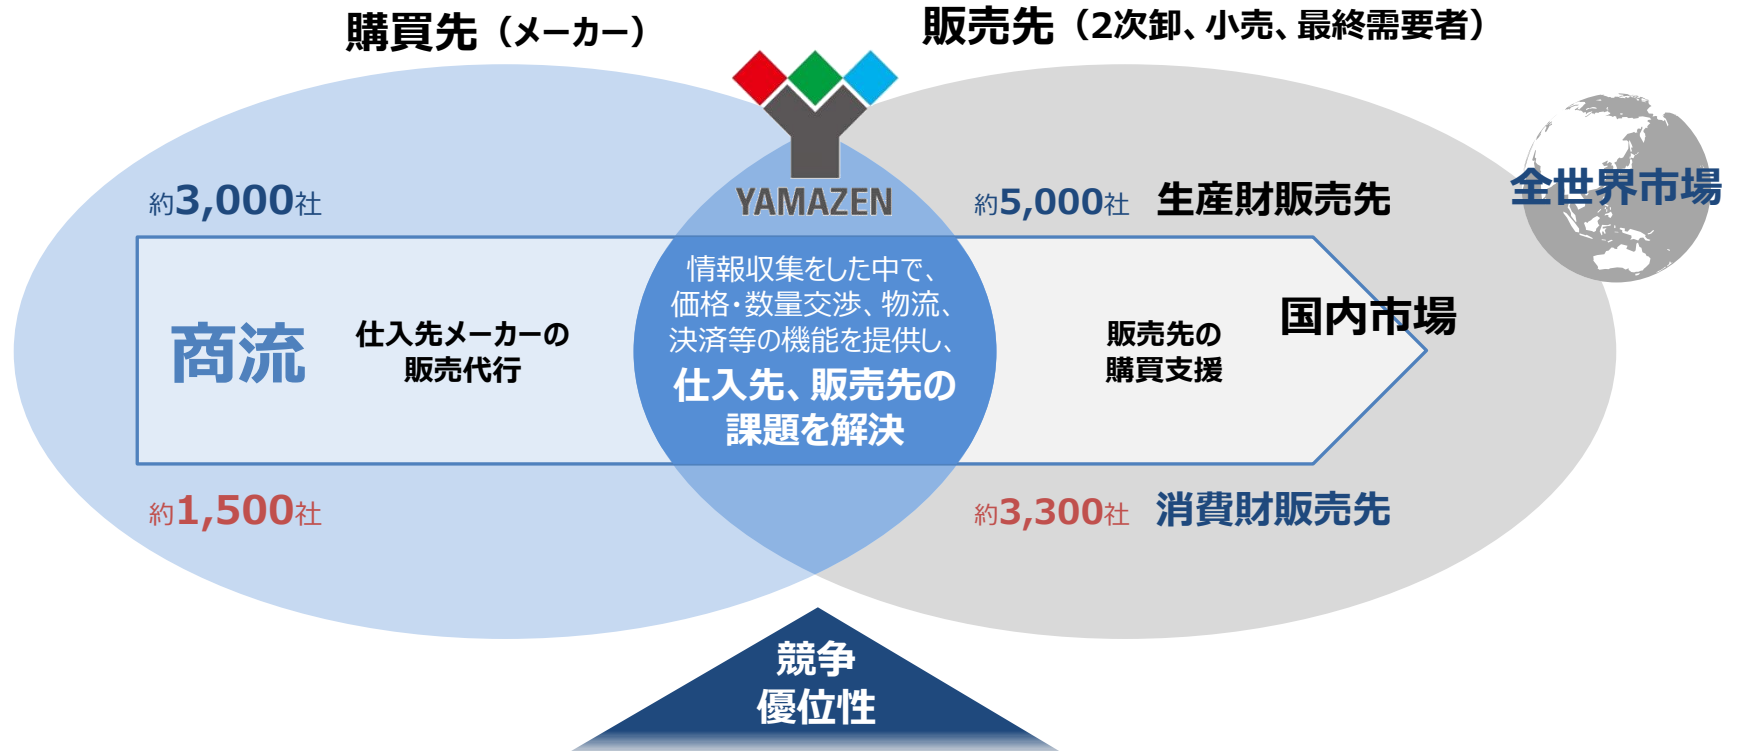 購買先（メーカー）
販売先（2次卸、小売、最終需要者）
YAMAZEN
約3,000社
約5,000社 生産財販売先
全世界市場
商流
仕入先メーカーの
販売代行
情報収集をした中で、
価格・数量交渉、物流、
決済等の機能を提供し、
仕入先、販売先の
課題を解決
販売先の
購買支援
国内市場
約1,500社
約3,300社 消費財販売先
競争
優位性